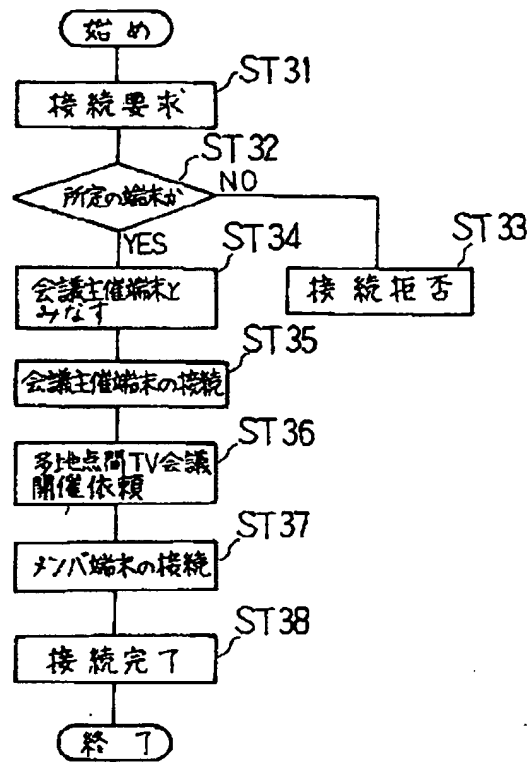 始め
ST31
接続要求
ST32
所定の端末か
NO
YES
ST34
ST33
会議主催端末と
みなす
接続拒否
ST35
会議主催端末の接続
ST36
多地点間TV会議
開催依頼
ST37
メンバ端末の接続
ST38
接続完了
終了